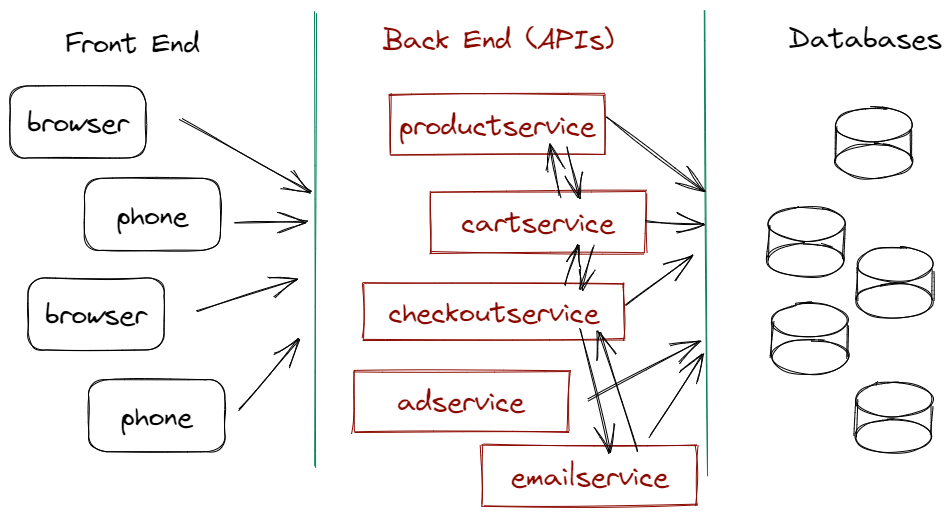 Front End
Back End (APIs)
Databases
browser
phone
browser
phone
productservice
cartservice
checkoutservice
adservice
emailservice